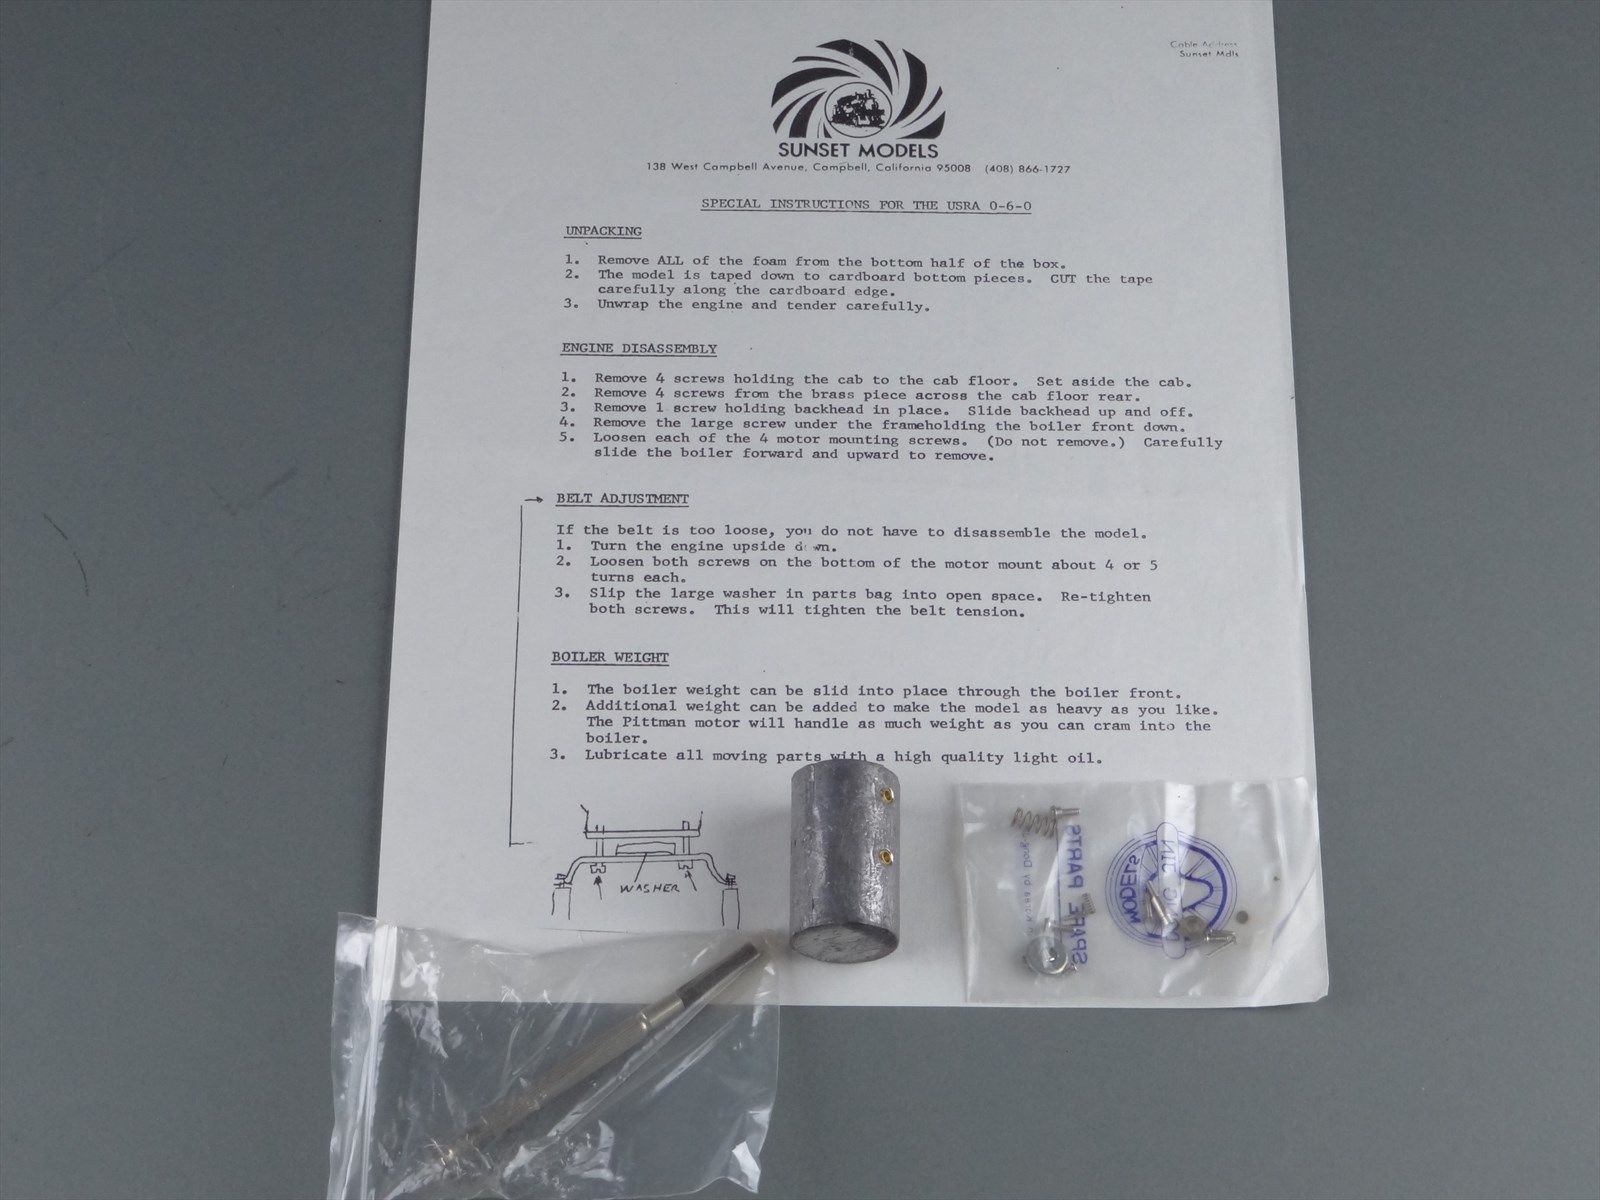 Cable Address
Sunset Mdls
SUNSET MODELS
138 West Campbell Avenue, Campbell, California 95008 (408) 866-1727
SPECIAL INSTRUCTIONS FOR THE USRA 0-6-0
UNPACKING
1. Remove ALL of the foam from the bottom half of the box.
2. The model is taped down to cardboard bottom pieces. CUT the tape
carefully along the cardboard edge.
3. Unwrap the engine and tender carefully.
ENGINE DISASSEMBLY
1. Remove 4 screws holding the cab to the cab floor. Set aside the cab.
2. Remove 4 screws from the brass piece across the cab floor rear.
3. Remove 1 screw holding backhead in place. Slide backhead up and off.
4. Remove the large screw under the frameholding the boiler front down.
5. Loosen each of the 4 motor mounting screws. (Do not remove.) Carefully
slide the boiler forward and upward to remove.
→ BELT ADJUSTMENT
If the belt is too loose, you do not have to disassemble the model.
1. Turn the engine upside down.
2. Loosen both screws on the bottom of the motor mount about 4 or 5
turns each.
3. Slip the large washer in parts bag into open space. Re-tighten
both screws. This will tighten the belt tension.
BOILER WEIGHT
1. The boiler weight can be slid into place through the boiler front.
2. Additional weight can be added to make the model as heavy as you like.
The Pittman motor will handle as much weight as you can cram into the
boiler.
3. Lubricate all moving parts with a high quality light oil.
WASHER
SPARE PARTS
MODELS
JIN